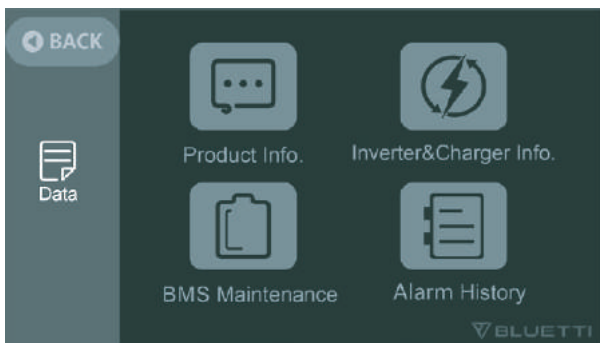 BACK
Data
Product Info.
Inverter&Charger Info.
BMS Maintenance
Alarm History
BLUETTI